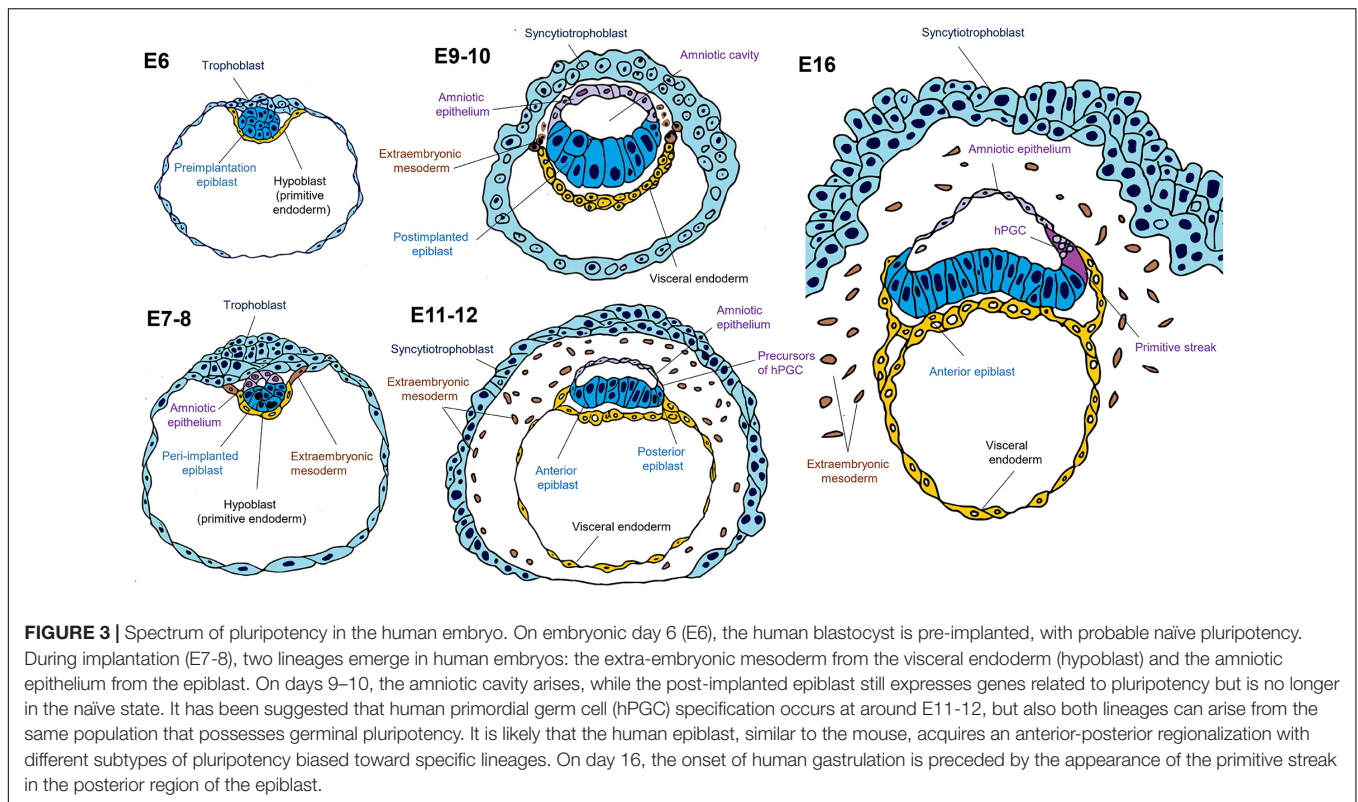 E6
Trophoblast
Preimplantation
epiblast
Hypoblast
(primitive
endoderm)
E9-10
Syncytiotrophoblast
Amniotic cavity
Amniotic
epithelium
Extraembryonic
mesoderm
Postimplanted
epiblast
Visceral endoderm
E16
Syncytiotrophoblast
Amniotic epithelium
hPGC
Primitive streak
Anterior epiblast
Visceral
endoderm
Extraembryonic
mesoderm
E7-8
Trophoblast
Amniotic
epithelium
Peri-implanted
epiblast
Extraembryonic
mesoderm
Hypoblast
(primitive endoderm)
E11-12
Amniotic
epithelium
Syncytiotrophoblast
Precursors
of hPGC
Extraembryonic
mesoderm
Anterior
epiblast
Posterior
epiblast
Visceral endoderm
FIGURE 3 | Spectrum of pluripotency in the human embryo. On embryonic day 6 (E6), the human blastocyst is pre-implanted, with probable naïve pluripotency.
During implantation (E7-8), two lineages emerge in human embryos: the extra-embryonic mesoderm from the visceral endoderm (hypoblast) and the amniotic
epithelium from the epiblast. On days 9–10, the amniotic cavity arises, while the post-implanted epiblast still expresses genes related to pluripotency but is no longer
in the naïve state. It has been suggested that human primordial germ cell (hPGC) specification occurs at around E11-12, but also both lineages can arise from the
same population that possesses germinal pluripotency. It is likely that the human epiblast, similar to the mouse, acquires an anterior-posterior regionalization with
different subtypes of pluripotency biased toward specific lineages. On day 16, the onset of human gastrulation is preceded by the appearance of the primitive streak
in the posterior region of the epiblast.